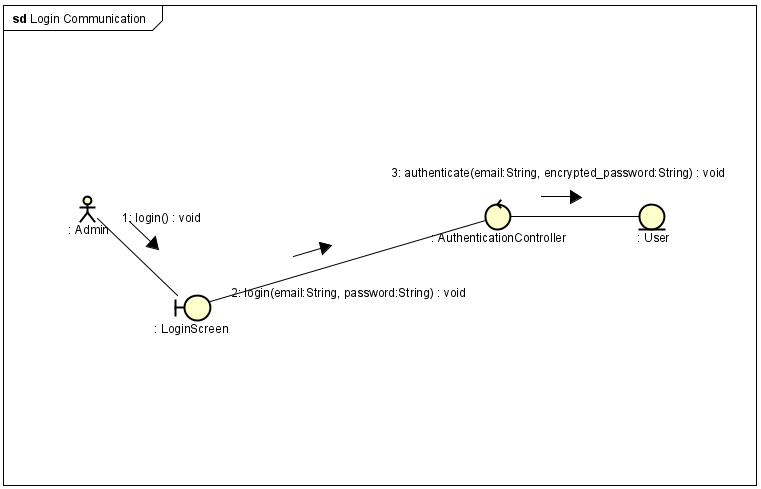 sd Login Communication
3: authenticate(email:String, encrypted_password:String) : void
1: login() : void
: Admin
: AuthenticationController
: User
2: login(email:String, password:String) : void
: LoginScreen